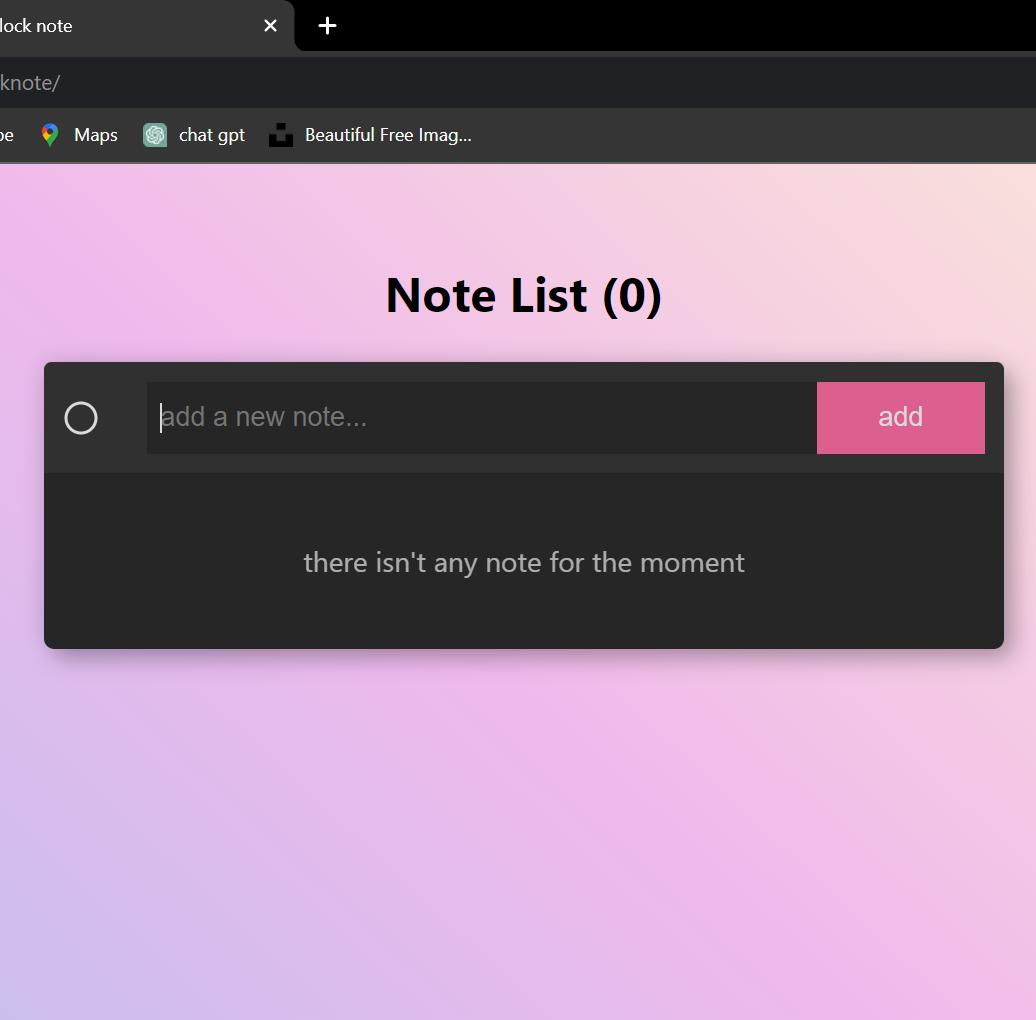 lock note
knote/
pe Maps chat gpt Beautiful Free Imag...
Note List (0)
add a new note... add
there isn't any note for the moment